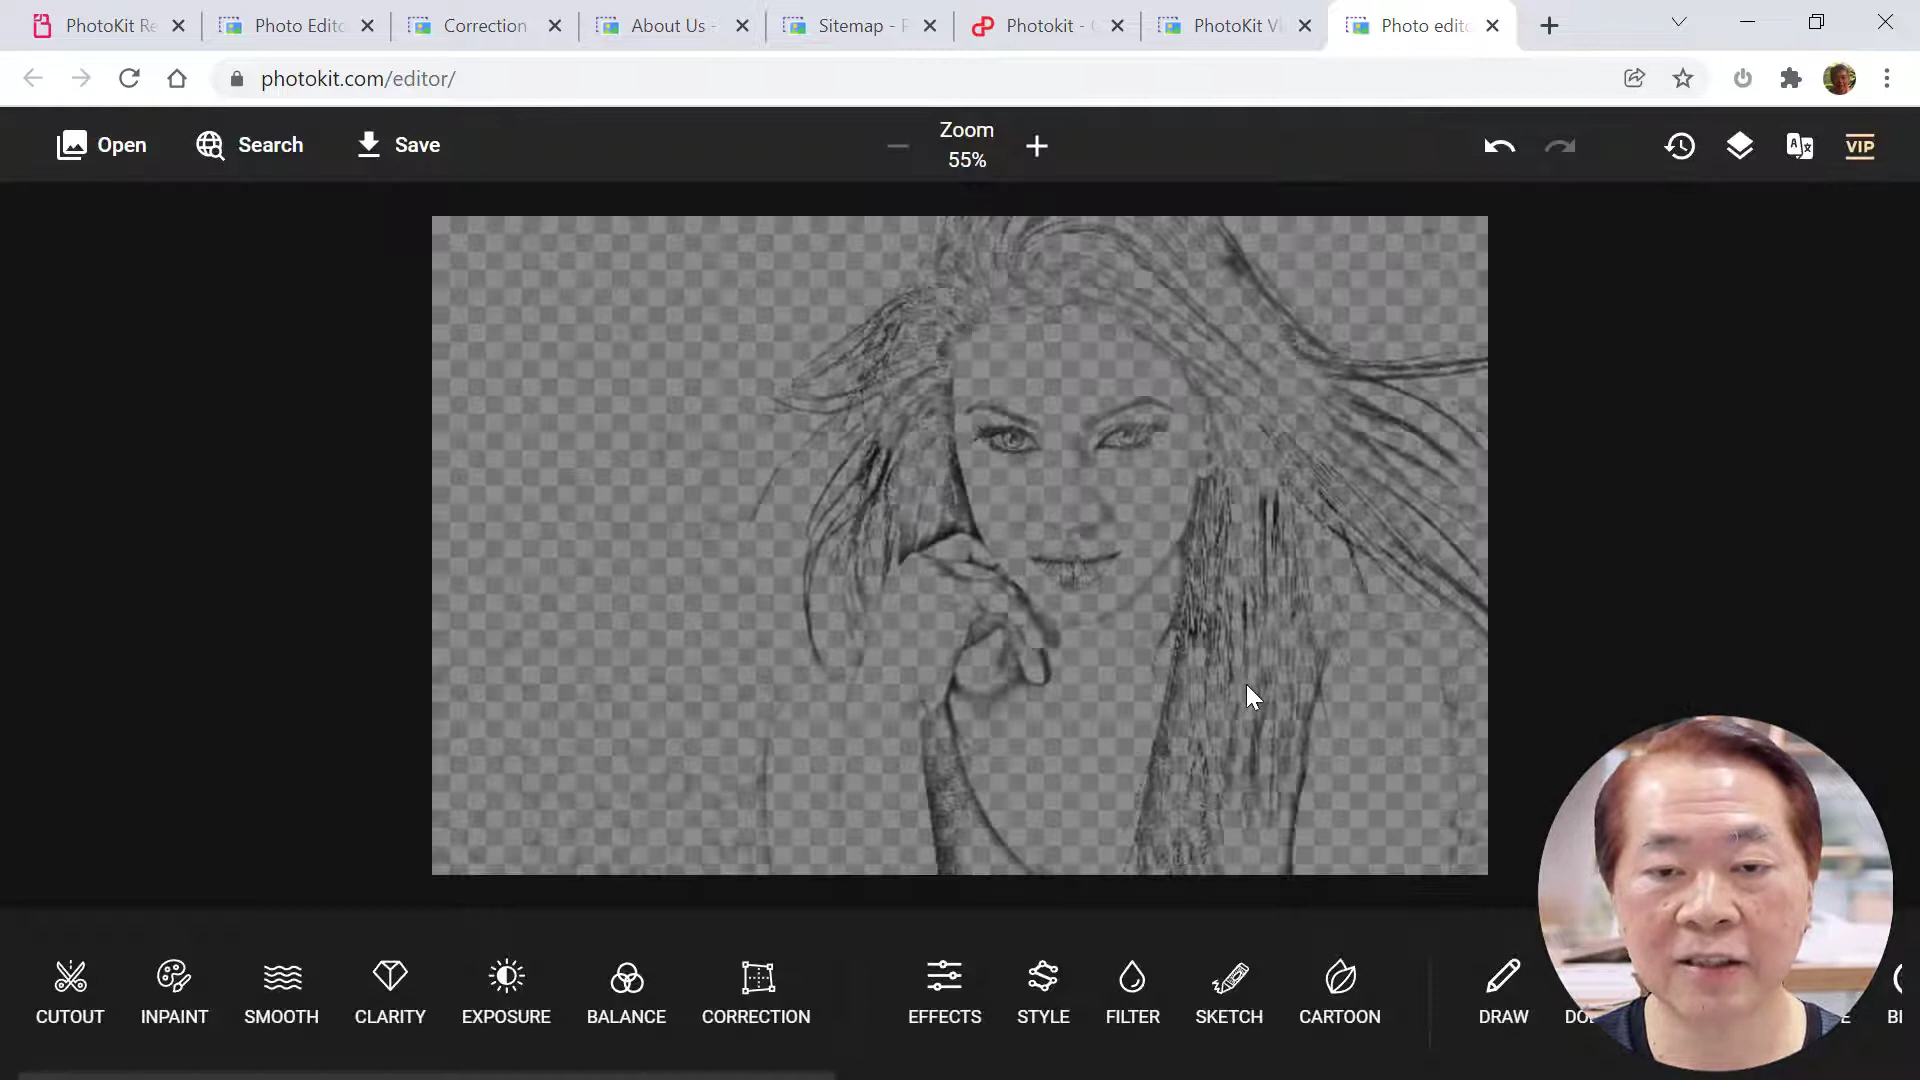 PhotoKit Re
Photo Edito
Correction
About Us -
Sitemap - P
Photokit -
PhotoKit VI
Photo edito
photokit.com/editor/
Open
Search
Save
Zoom
55%
VIP
CUTOUT
INPAINT
SMOOTH
CLARITY
EXPOSURE
BALANCE
CORRECTION
EFFECTS
STYLE
FILTER
SKETCH
CARTOON
DRAW